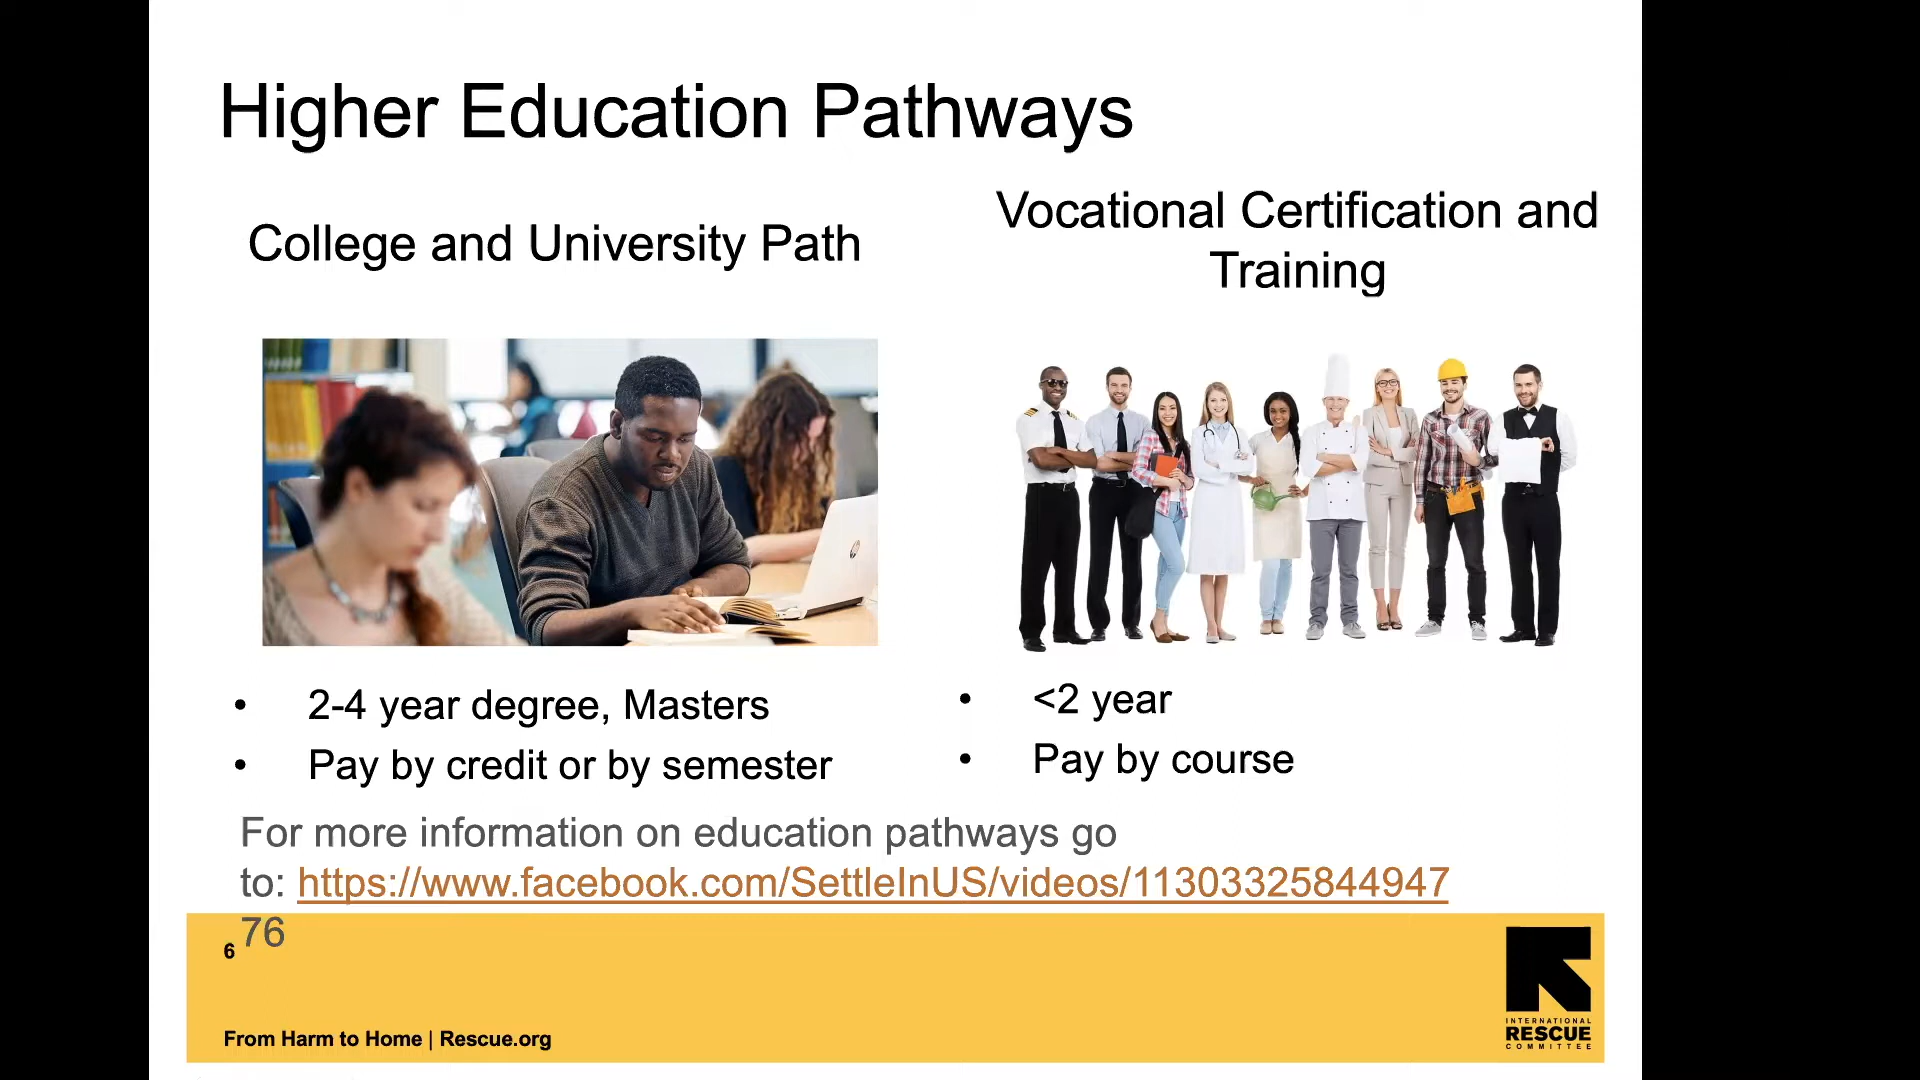 Higher Education Pathways
College and University Path
Vocational Certification and
Training
• 2-4 year degree, Masters
• Pay by credit or by semester
• <2 year
• Pay by course
For more information on education pathways go
to: https://www.facebook.com/SettleInUS/videos/11303325844947
76
6
From Harm to Home | Rescue.org
INTERNATIONAL
RESCUE
COMMITTEE